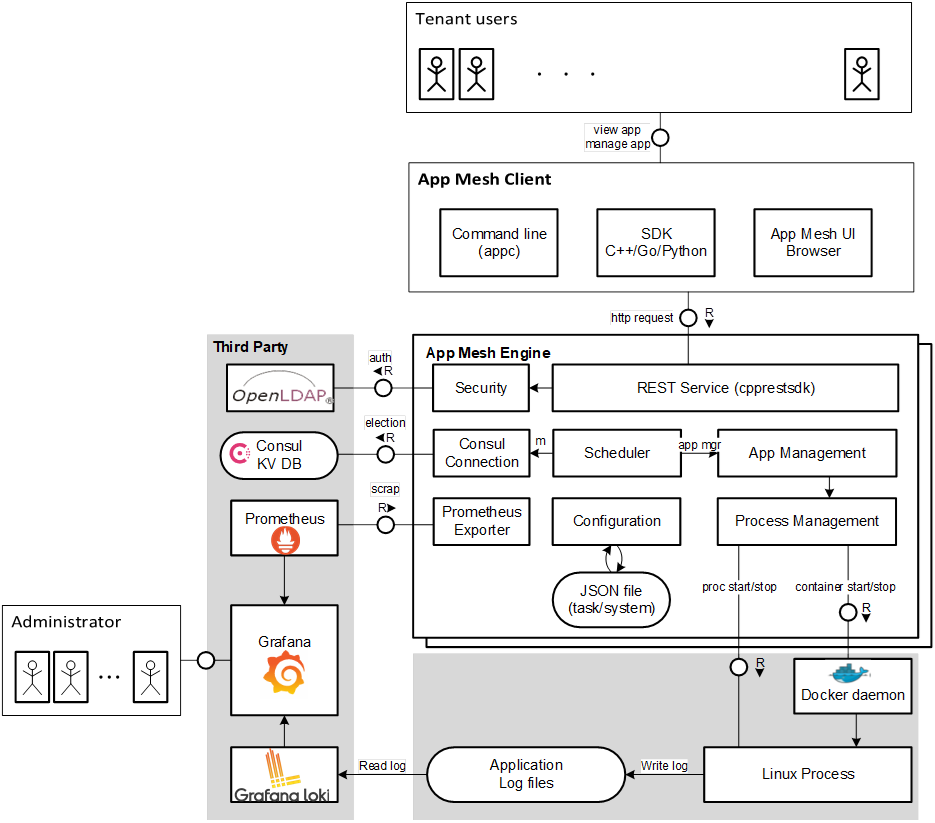 Tenant users
. . .
view app
manage app
App Mesh Client
Command line
(appc)
SDK
C++/Go/Python
App Mesh UI
Browser
http request
R
Third Party
App Mesh Engine
auth
R
OpenLDAP
®
Security
REST Service (cpprestsdk)
election
R
Consul
KV DB
Consul
Connection
m
Scheduler
app mgr
App Management
scrap
R
Prometheus
Prometheus
Exporter
Configuration
Process Management
JSON file
(task/system)
proc start/stop
container start/stop
R
Administrator
...
Grafana
R
Docker daemon
Grafana loki
Read log
Application
Log files
Write log
Linux Process